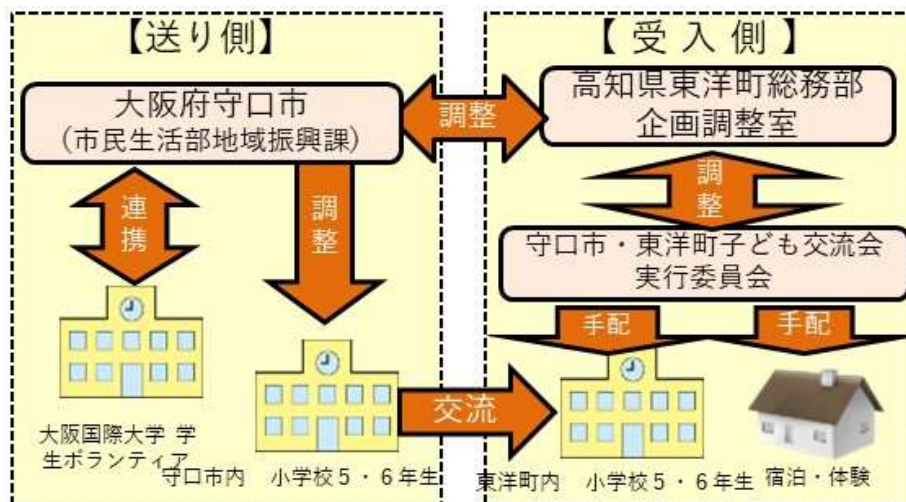 【送り側】
大阪府守口市
(市民生活部地域振興課)
連携
調整
大阪国際大学 学
生ボランティア
守口市内 小学校5・6年生
調整
交流
【受入側】
高知県東洋町総務部
企画調整室
調整
守口市・東洋町子ども交流会
実行委員会
手配
手配
東洋町内 小学校5・6年生
宿泊・体験